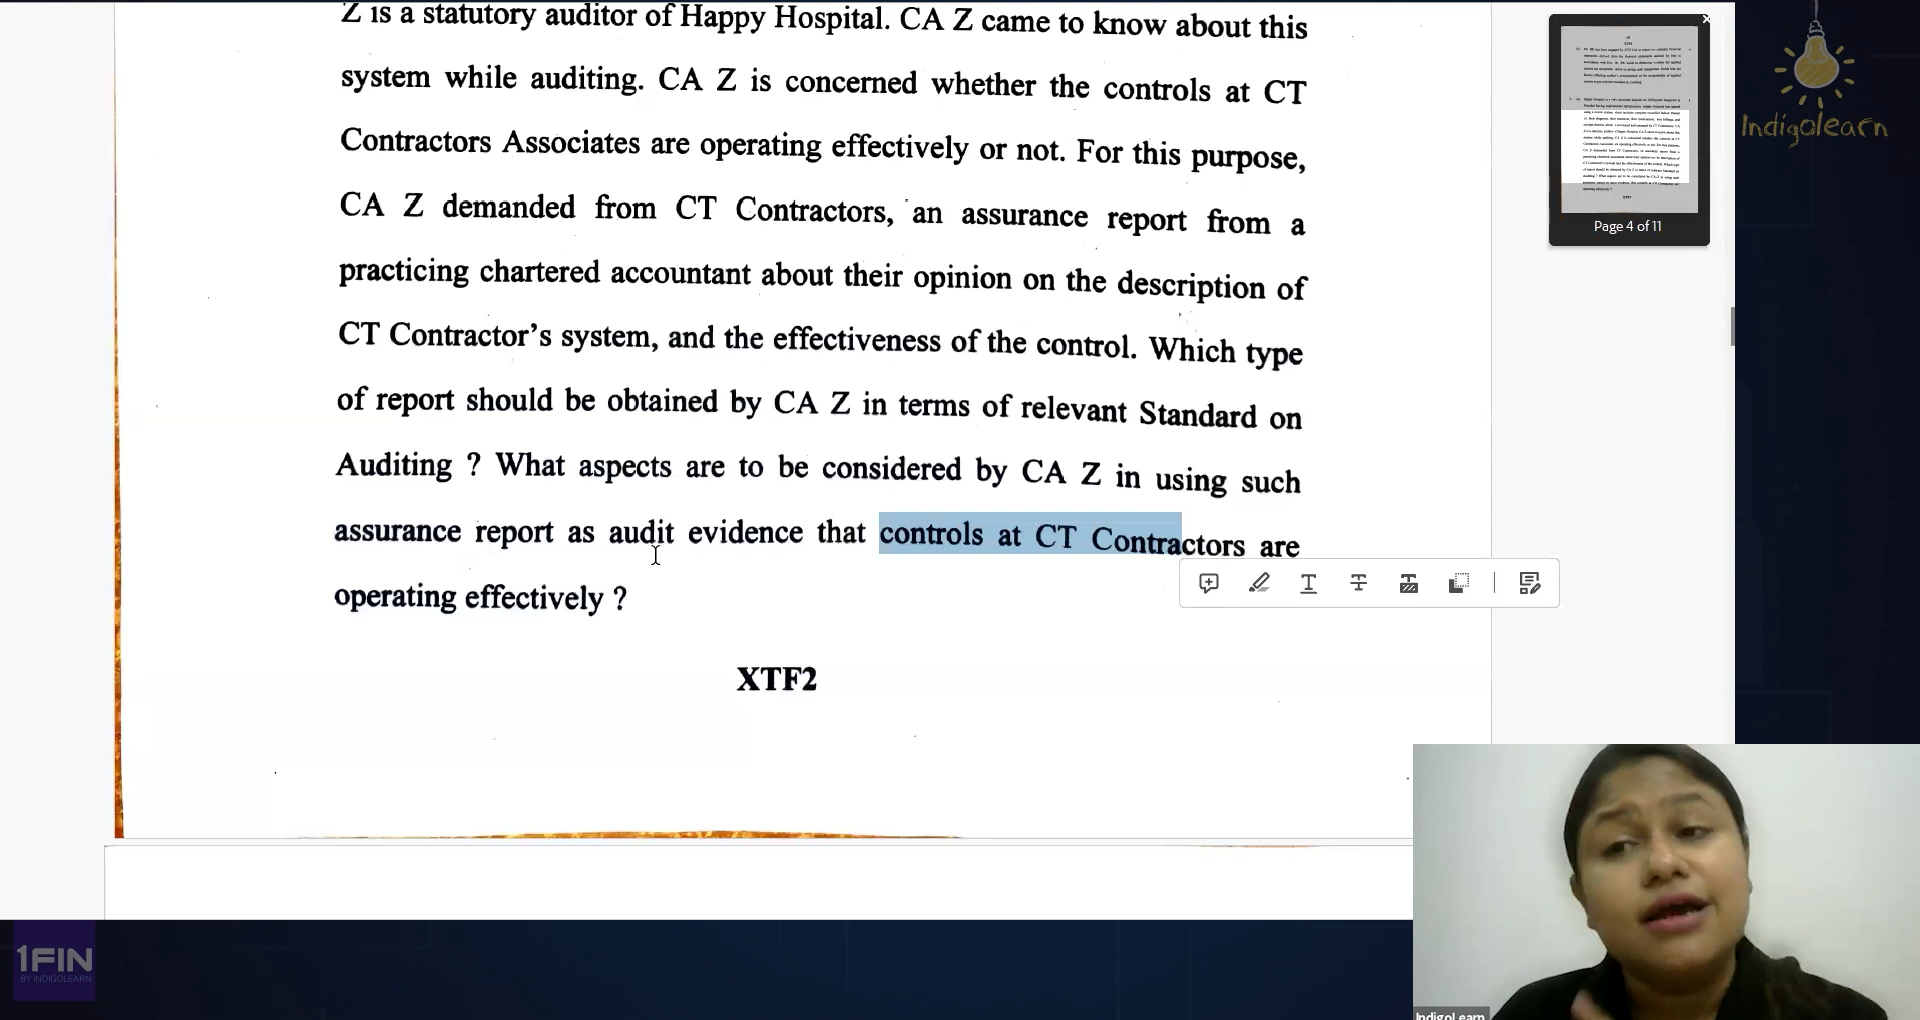 Z is a statutory auditor of Happy Hospital. CA Z came to know about this
system while auditing. CA Z is concerned whether the controls at CT
Contractors Associates are operating effectively or not. For this purpose,
CA Z demanded from CT Contractors, an assurance report from a
practicing chartered accountant about their opinion on the description of
CT Contractor's system, and the effectiveness of the control. Which type
of report should be obtained by CA Z in terms of relevant Standard on
Auditing ? What aspects are to be considered by CA Z in using such
assurance report as audit evidence that controls at CT Contractors are
operating effectively ?
XTF2
Page 4 of 11
Indigolearn
1FIN
BY INDIGOLEARN
IndigoLearn